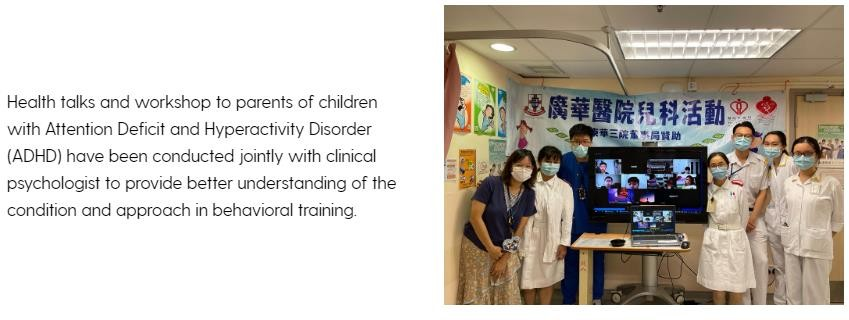 Health talks and workshop to parents of children
with Attention Deficit and Hyperactivity Disorder
(ADHD) have been conducted jointly with clinical
psychologist to provide better understanding of the
condition and approach in behavioral training.
廣華醫院兒科活動